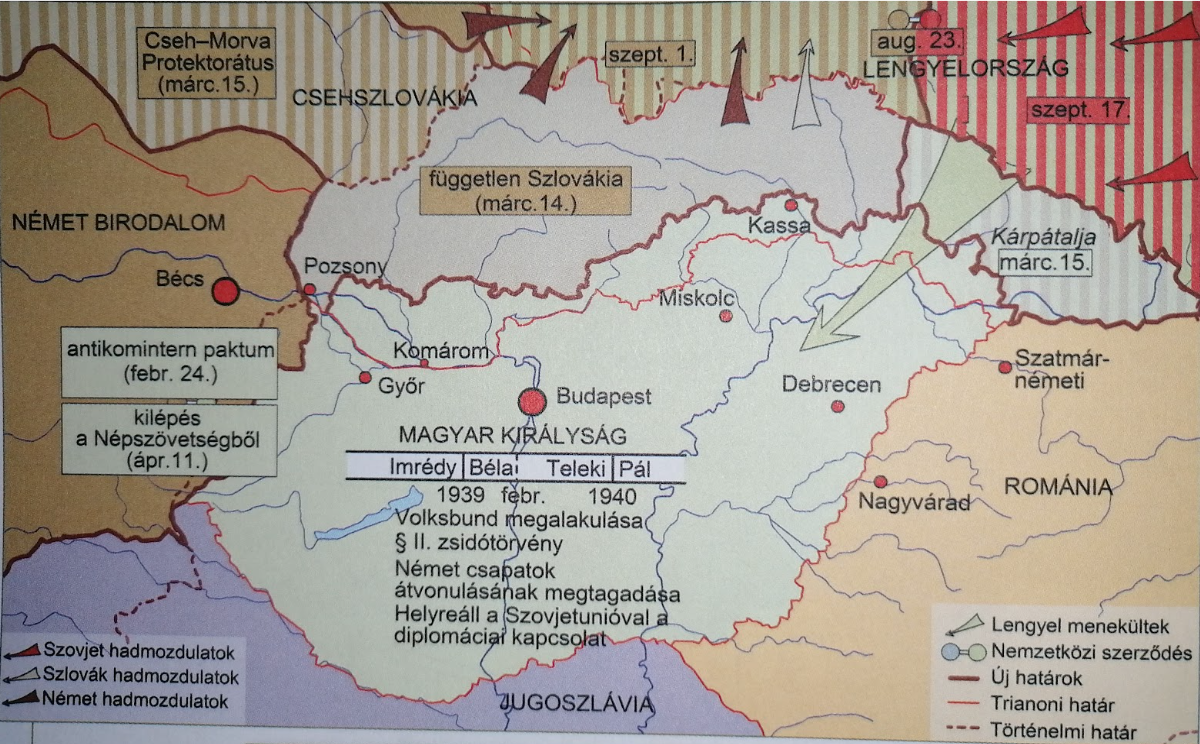 Cseh–Morva
Protektorátus
(márc.15.)
CSEHSZLOVÁKIA
szept. 1.
aug. 23.
LENGYELORSZÁG
szept. 17.
független Szlovákia
(márc.14.)
NÉMET BIRODALOM
Kassa
Kárpátalja
márc.15.
Bécs
Pozsony
Miskolc
antikomintern paktum
(febr. 24.)
Komárom
Győr
Szatmár-
németi
Debrecen
Budapest
kilépés
a Népszövetségből
(ápr.11.)
MAGYAR KIRÁLYSÁG
Imrédy Béla Teleki Pál
1939 febr. 1940
Nagyvárad
ROMÁNIA
Volksbund megalakulása
§ II. zsidótörvény
Német csapatok
átvonulásának megtagadása
Helyreáll a Szovjetunióval a
diplomáciai kapcsolat
JUGOSZLÁVIA
Szovjet hadmozdulatok
Szlovák hadmozdulatok
Német hadmozdulatok
Lengyel menekültek
Nemzetközi szerződés
Új határok
Trianoni határ
Történelmi határ